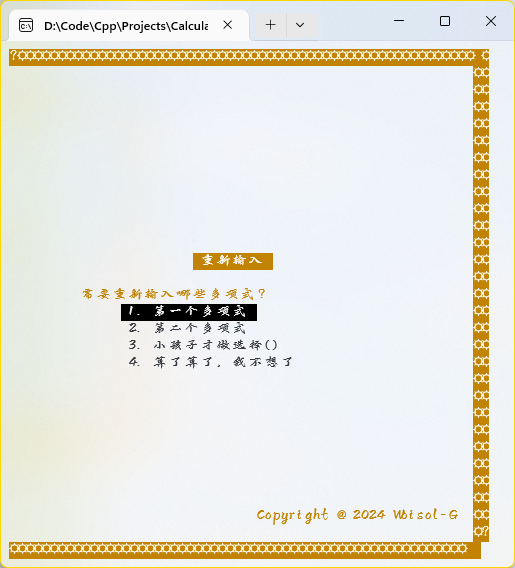 D:\Code\Cpp\Projects\Calcula
重新输入
需要重新输入哪些多项式?
1. 第一个多项式
2. 第二个多项式
3. 小孩子才做选择()
4. 算了算了, 我不想了
Copyright @ 2024 Woisol-G